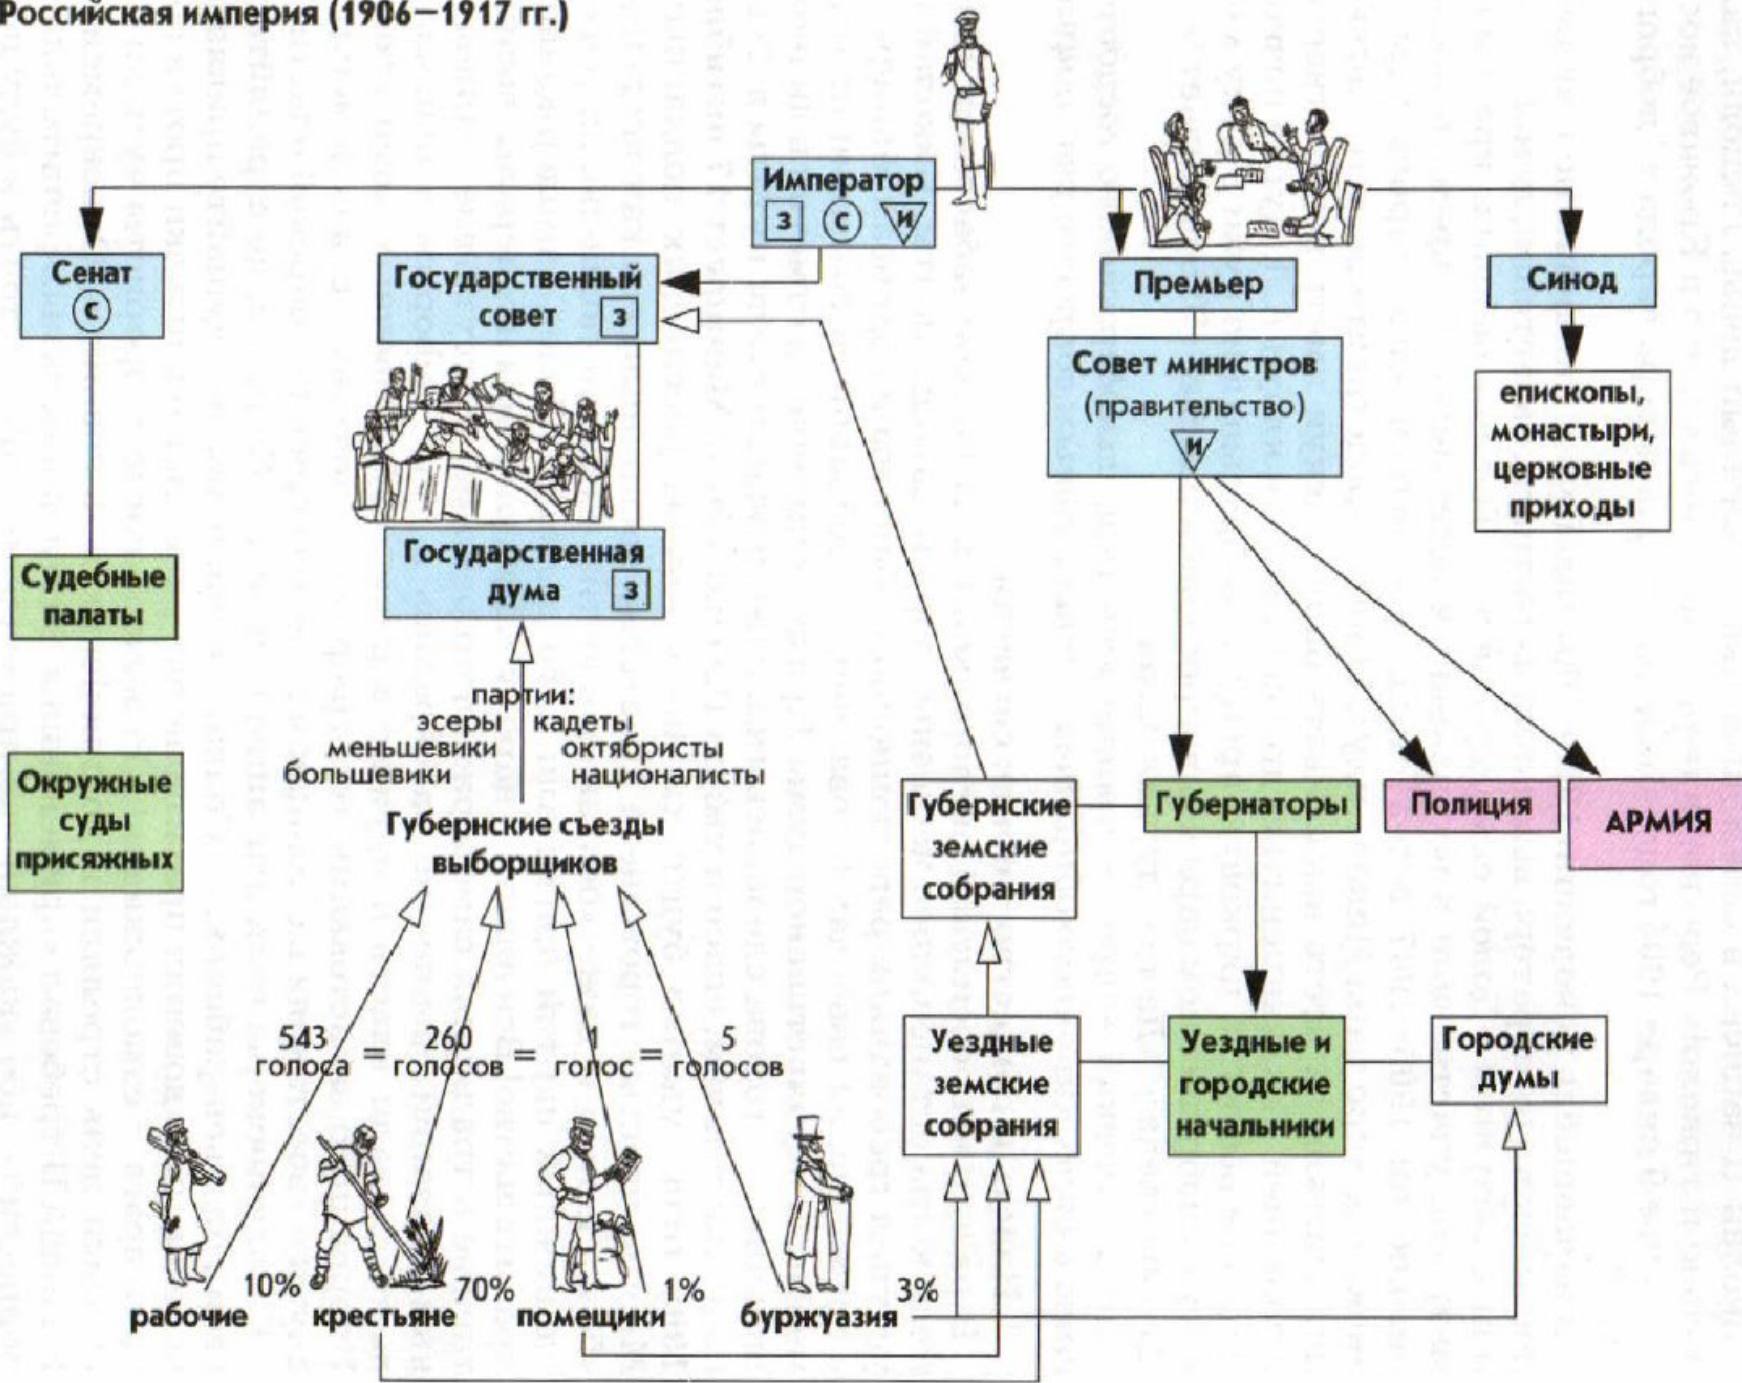 Российская империя (1906—1917 гг.)
Император
З С И
Сенат
С
Государственный
совет З
Премьер
Синод
Совет министров
(правительство)
И
епископы,
монастыри,
церковные
приходы
Государственная
дума З
Судебные
палаты
партии:
эсеры кадеты
меньшевики октябристы
большевики националисты
Окружные
суды
присяжных
Губернские съезды
выборщиков
Губернские
земские
собрания
Губернаторы
Полиция
АРМИЯ
543 260 1 5
голоса = голосов = голос = голосов
Уездные
земские
собрания
Уездные и
городские
начальники
Городские
думы
10% 70% 1% 3%
рабочие крестьяне помещики буржуазия